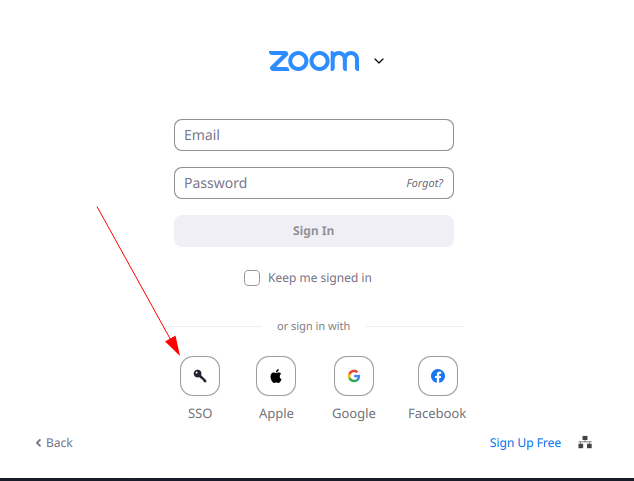 zoom
Email
Password Forgot?
Sign In
Keep me signed in
or sign in with
SSO Apple Google Facebook
Back Sign Up Free